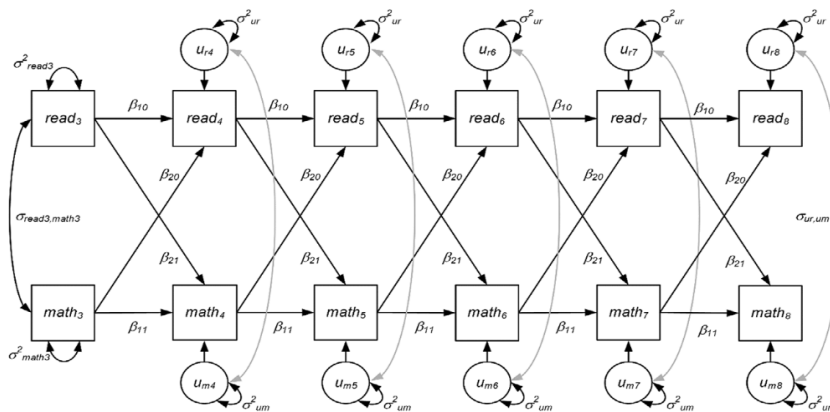 σ²ur σ²ur σ²ur σ²ur σ²ur
ur4 ur5 ur6 ur7 ur8
σ²read3
read3 β10 read4 β10 read5 β10 read6 β10 read7 β10 read8
β20 β20 β20 β20 β20
σread3,math3 σur,um
β21 β21 β21 β21 β21
math3 β11 math4 β11 math5 β11 math6 β11 math7 β11 math8
σ²math3
um4 um5 um6 um7 um8
σ²um σ²um σ²um σ²um σ²um